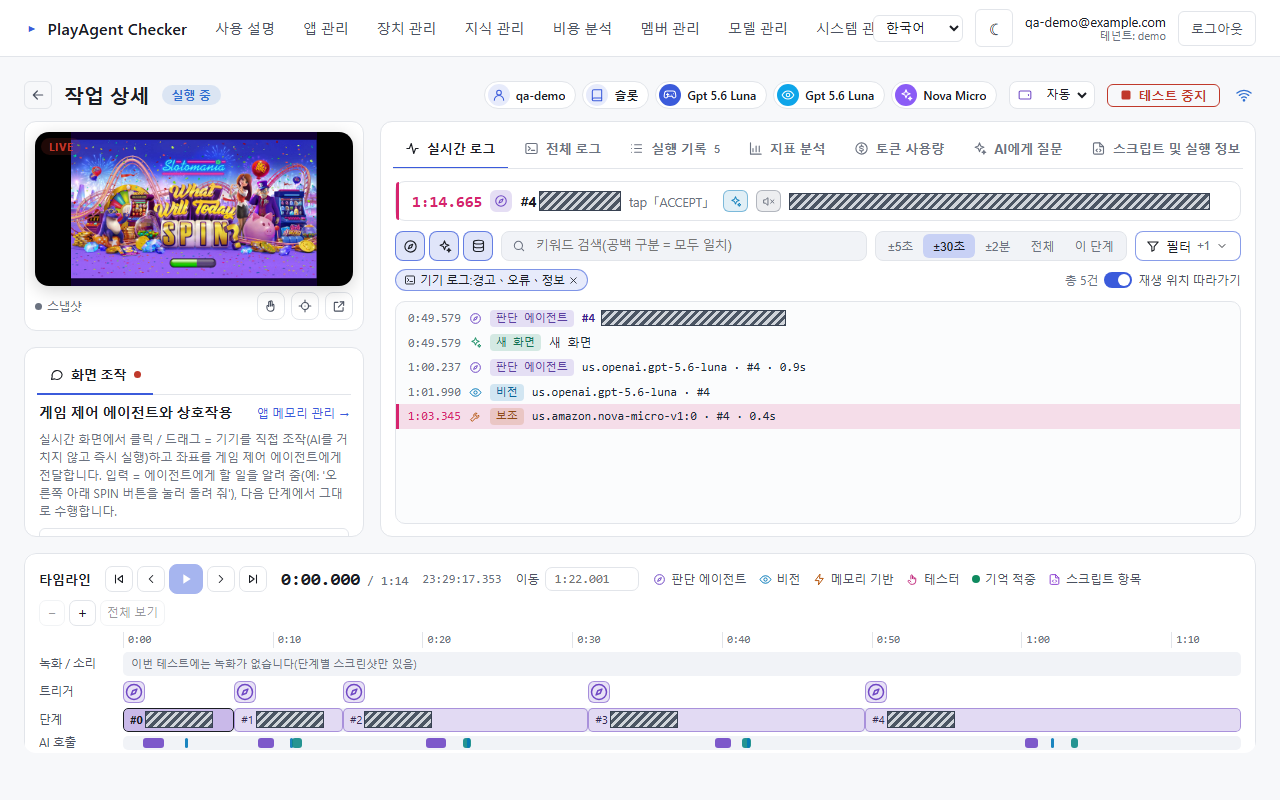 PlayAgent Checker 사용 설명 앱 관리 장치 관리 지식 관리 비용 분석 멤버 관리 모델 관리 시스템 관 한국어 qa-demo@example.com 로그아웃
테넌트: demo
작업 상세 실행 중 qa-demo 슬롯 Gpt 5.6 Luna Gpt 5.6 Luna Nova Micro 자동 테스트 중지
LIVE
Slotomania
What Will Today SPIN?
스냅샷
화면 조작
게임 제어 에이전트와 상호작용 앱 메모리 관리 →
실시간 화면에서 클릭 / 드래그 = 기기를 직접 조작(AI를 거
치지 않고 즉시 실행)하고 좌표를 게임 제어 에이전트에게
전달합니다. 입력 = 에이전트에게 할 일을 알려 줌(예: '오
른쪽 아래 SPIN 버튼을 눌러 돌려 줘'), 다음 단계에서 그대
로 수행합니다.
실시간 로그 전체 로그 실행 기록 5 지표 분석 토큰 사용량 AI에게 질문 스크립트 및 실행 정보
1:14.665 #4 tap「ACCEPT」
키워드 검색(공백 구분 = 모두 일치) ±5초 ±30초 ±2분 전체 이 단계 필터 +1
기기 로그:경고、오류、정보 × 총 5건 재생 위치 따라가기
0:49.579 판단 에이전트 #4
0:49.579 새 화면 새 화면
1:00.237 판단 에이전트 us.openai.gpt-5.6-luna · #4 · 0.9s
1:01.990 비전 us.openai.gpt-5.6-luna · #4
1:03.345 보조 us.amazon.nova-micro-v1:0 · #4 · 0.4s
타임라인 0:00.000 / 1:14 23:29:17.353 이동 1:22.001 판단 에이전트 비전 메모리 기반 테스터 기억 적중 스크립트 항목
− + 전체 보기
0:00 0:10 0:20 0:30 0:40 0:50 1:00 1:10
녹화 / 소리 이번 테스트에는 녹화가 없습니다(단계별 스크린샷만 있음)
트리거
단계 #0 #1 #2 #3 #4
AI 호출